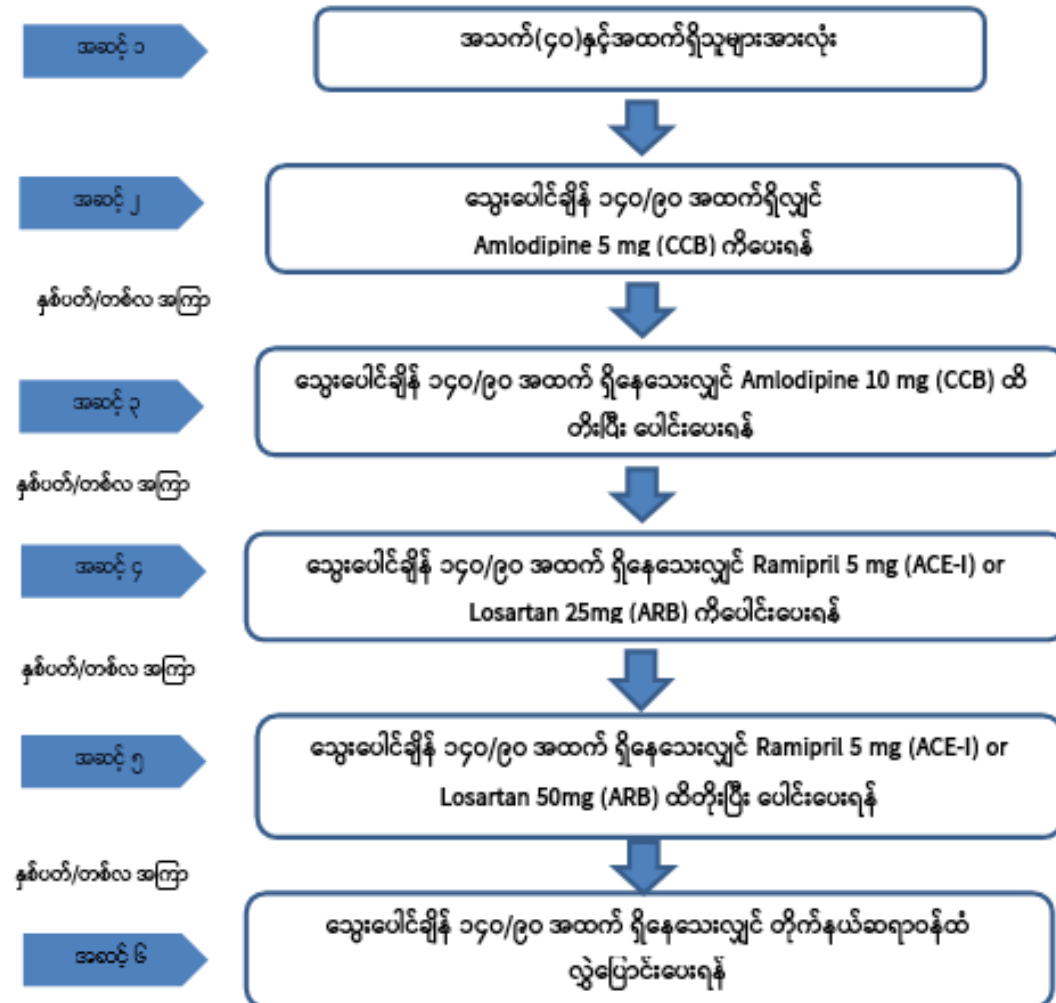 အဆင့် ၁
အသက်(၄၀)နှင့်အထက်ရှိသူများအားလုံး
အဆင့် ၂
သွေးပေါင်ချိန် ၁၄၀/၉၀ အထက်ရှိလျှင်
Amlodipine 5 mg (CCB) ကိုပေးရန်
နှစ်ပတ်/တစ်လ အကြာ
အဆင့် ၃
သွေးပေါင်ချိန် ၁၄၀/၉၀ အထက် ရှိနေသေးလျှင် Amlodipine 10 mg (CCB) ထိ
တိုးပြီး ပေါင်းပေးရန်
နှစ်ပတ်/တစ်လ အကြာ
အဆင့် ၄
သွေးပေါင်ချိန် ၁၄၀/၉၀ အထက် ရှိနေသေးလျှင် Ramipril 5 mg (ACE-I) or
Losartan 25mg (ARB) ကိုပေါင်းပေးရန်
နှစ်ပတ်/တစ်လ အကြာ
အဆင့် ၅
သွေးပေါင်ချိန် ၁၄၀/၉၀ အထက် ရှိနေသေးလျှင် Ramipril 5 mg (ACE-I) or
Losartan 50mg (ARB) ထိတိုးပြီး ပေါင်းပေးရန်
နှစ်ပတ်/တစ်လ အကြာ
အဆင့် ၆
သွေးပေါင်ချိန် ၁၄၀/၉၀ အထက် ရှိနေသေးလျှင် တိုက်နယ်ဆရာဝန်ထံ
လွှဲပြောင်းပေးရန်